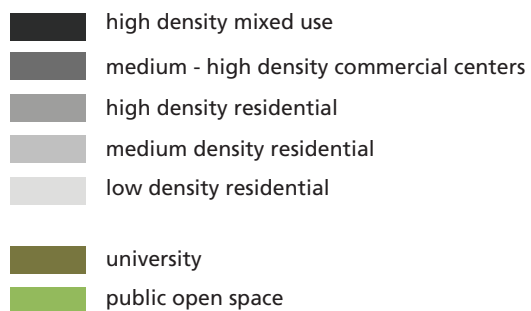 high density mixed use
medium - high density commercial centers
high density residential
medium density residential
low density residential
university
public open space